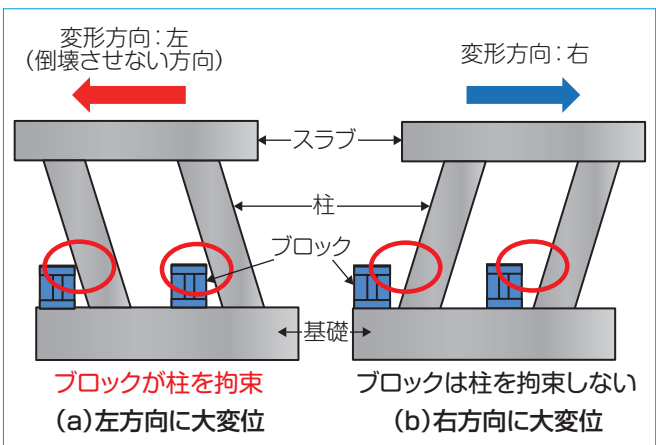 変形方向：左
（倒壊させない方向）
変形方向：右
スラブ
柱
ブロック
基礎
ブロックが柱を拘束
ブロックは柱を拘束しない
(a)左方向に大変位
(b)右方向に大変位